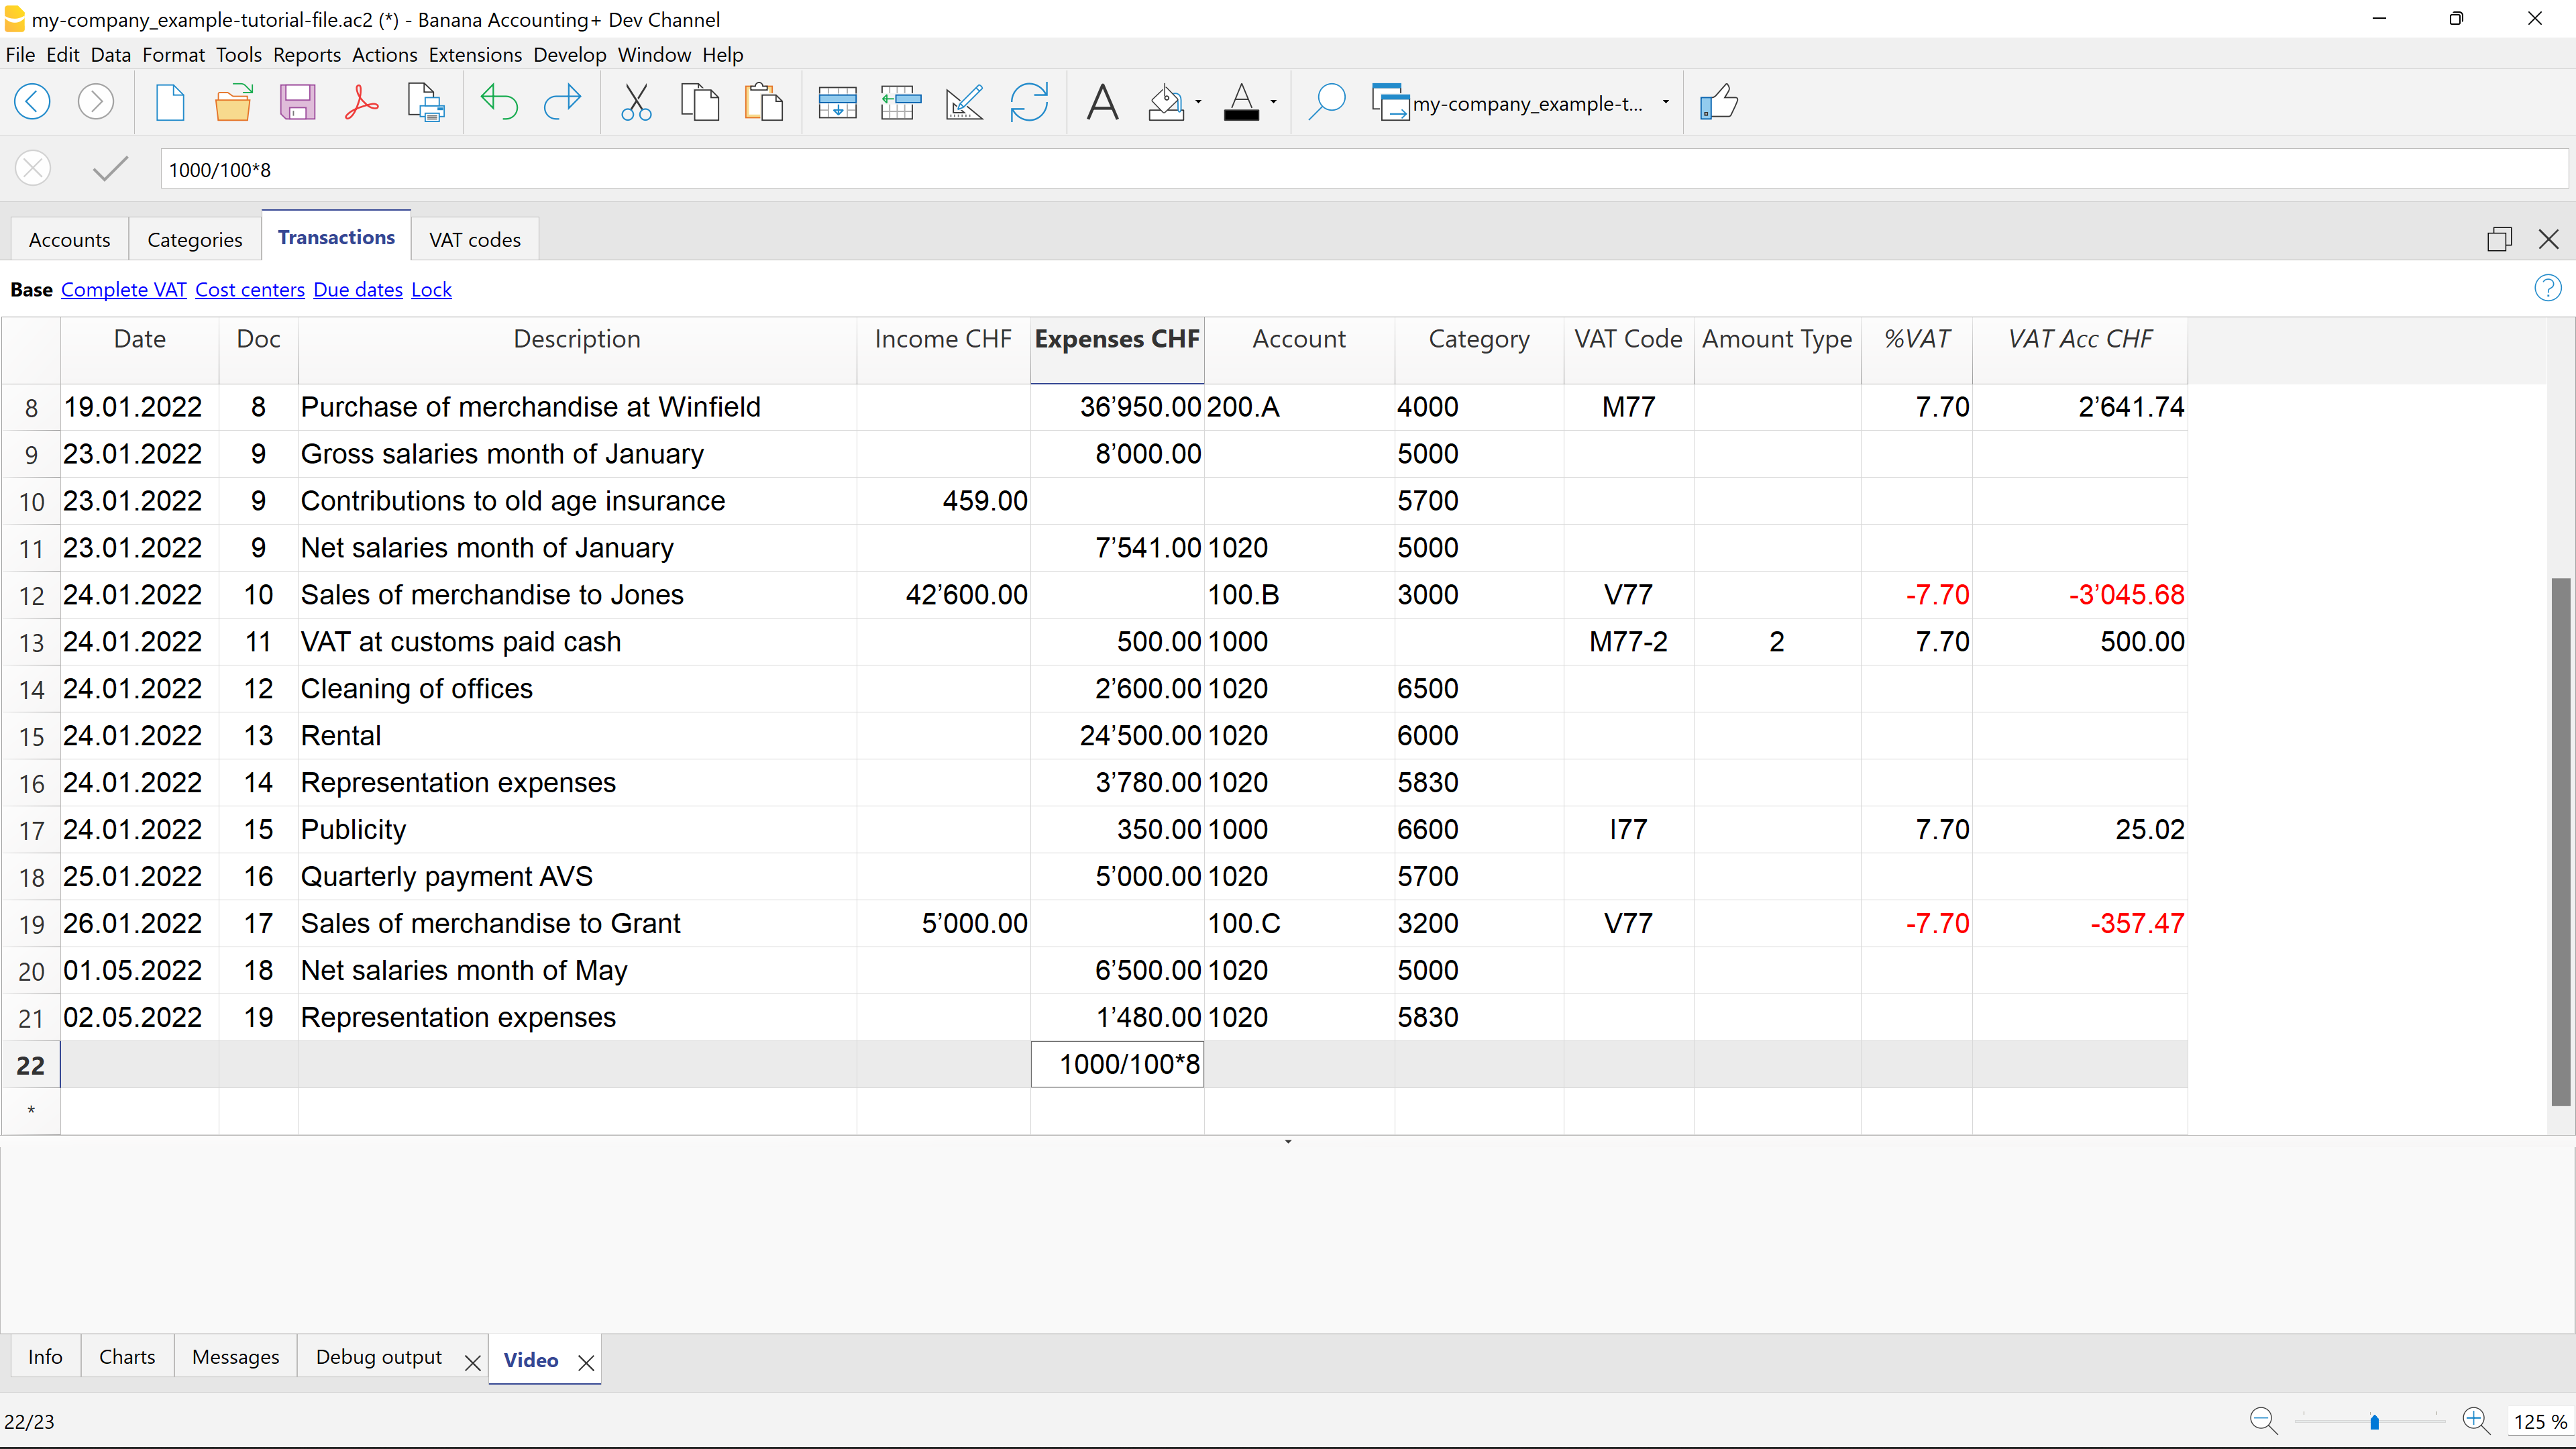 my-company_example-tutorial-file.ac2 (*) - Banana Accounting+ Dev Channel
File Edit Data Format Tools Reports Actions Extensions Develop Window Help
my-company_example-t...
1000/100*8
Accounts Categories Transactions VAT codes
Base Complete VAT Cost centers Due dates Lock
Date Doc Description Income CHF Expenses CHF Account Category VAT Code Amount Type %VAT VAT Acc CHF
8 19.01.2022 8 Purchase of merchandise at Winfield 36’950.00 200.A 4000 M77 7.70 2’641.74
9 23.01.2022 9 Gross salaries month of January 8’000.00 5000
10 23.01.2022 9 Contributions to old age insurance 459.00 5700
11 23.01.2022 9 Net salaries month of January 7’541.00 1020 5000
12 24.01.2022 10 Sales of merchandise to Jones 42’600.00 100.B 3000 V77 -7.70 -3’045.68
13 24.01.2022 11 VAT at customs paid cash 500.00 1000 M77-2 2 7.70 500.00
14 24.01.2022 12 Cleaning of offices 2’600.00 1020 6500
15 24.01.2022 13 Rental 24’500.00 1020 6000
16 24.01.2022 14 Representation expenses 3’780.00 1020 5830
17 24.01.2022 15 Publicity 350.00 1000 6600 I77 7.70 25.02
18 25.01.2022 16 Quarterly payment AVS 5’000.00 1020 5700
19 26.01.2022 17 Sales of merchandise to Grant 5’000.00 100.C 3200 V77 -7.70 -357.47
20 01.05.2022 18 Net salaries month of May 6’500.00 1020 5000
21 02.05.2022 19 Representation expenses 1’480.00 1020 5830
22 1000/100*8
*
Info Charts Messages Debug output Video
22/23 125 %